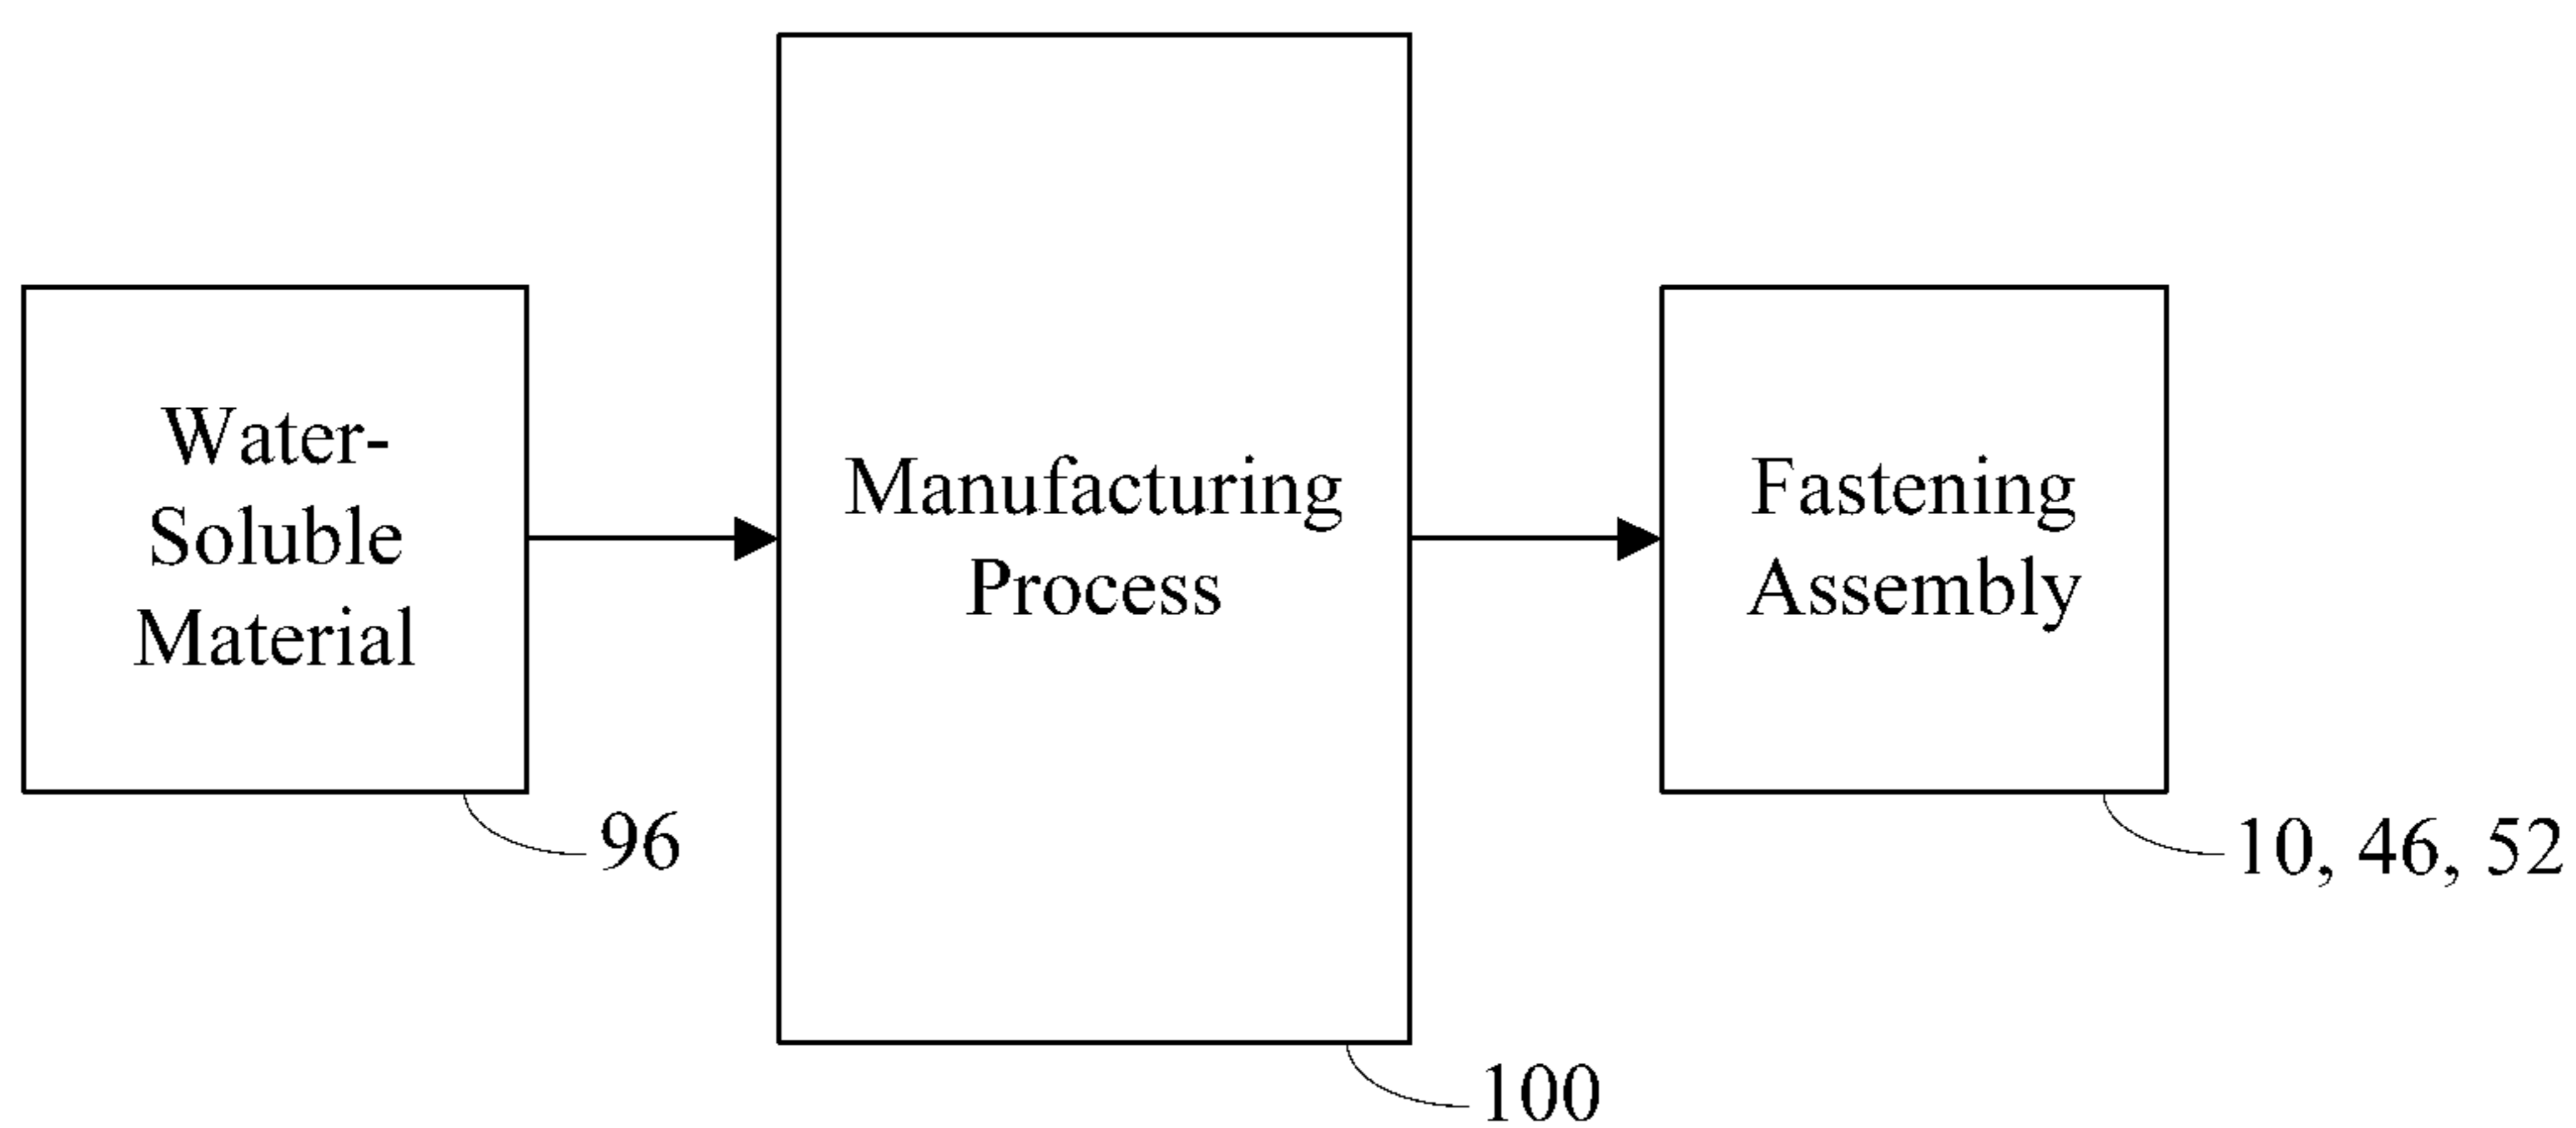 Water-
Soluble
Material
96
Manufacturing
Process
100
Fastening
Assembly
10, 46, 52